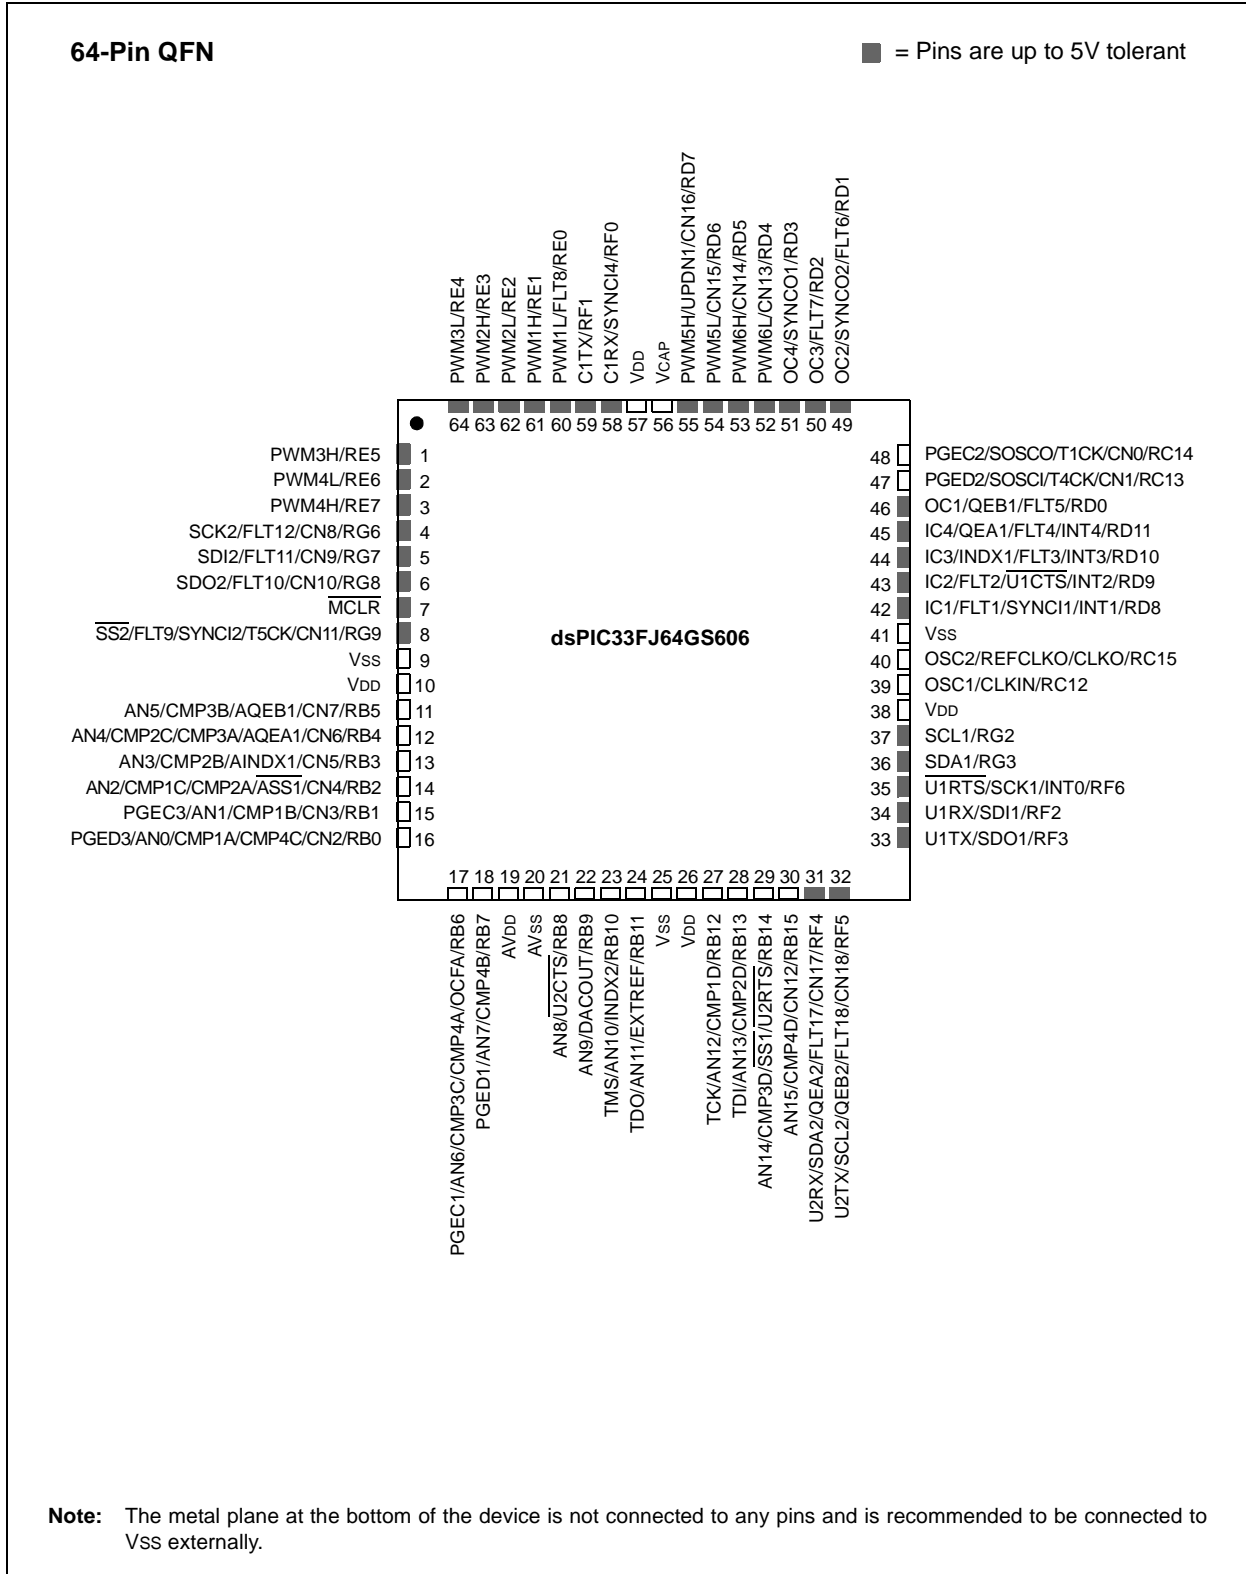 64-Pin QFN
= Pins are up to 5V tolerant
PWM3L/RE4
PWM2H/RE3
PWM2L/RE2
PWM1H/RE1
PWM1L/FLT8/RE0
C1TX/RF1
C1RX/SYNCI4/RF0
VDD
VCAP
PWM5H/UPDN1/CN16/RD7
PWM5L/CN15/RD6
PWM6H/CN14/RD5
PWM6L/CN13/RD4
OC4/SYNCO1/RD3
OC3/FLT7/RD2
OC2/SYNCO2/FLT6/RD1
64 63 62 61 60 59 58 57 56 55 54 53 52 51 50 49
PWM3H/RE5 1
PWM4L/RE6 2
PWM4H/RE7 3
SCK2/FLT12/CN8/RG6 4
SDI2/FLT11/CN9/RG7 5
SDO2/FLT10/CN10/RG8 6
MCLR 7
SS2/FLT9/SYNCI2/T5CK/CN11/RG9 8
VSS 9
VDD 10
AN5/CMP3B/AQEB1/CN7/RB5 11
AN4/CMP2C/CMP3A/AQEA1/CN6/RB4 12
AN3/CMP2B/AINDX1/CN5/RB3 13
AN2/CMP1C/CMP2A/ASS1/CN4/RB2 14
PGEC3/AN1/CMP1B/CN3/RB1 15
PGED3/AN0/CMP1A/CMP4C/CN2/RB0 16
dsPIC33FJ64GS606
48 PGEC2/SOSCO/T1CK/CN0/RC14
47 PGED2/SOSCI/T4CK/CN1/RC13
46 OC1/QEB1/FLT5/RD0
45 IC4/QEA1/FLT4/INT4/RD11
44 IC3/INDX1/FLT3/INT3/RD10
43 IC2/FLT2/U1CTS/INT2/RD9
42 IC1/FLT1/SYNCI1/INT1/RD8
41 VSS
40 OSC2/REFCLKO/CLKO/RC15
39 OSC1/CLKIN/RC12
38 VDD
37 SCL1/RG2
36 SDA1/RG3
35 U1RTS/SCK1/INT0/RF6
34 U1RX/SDI1/RF2
33 U1TX/SDO1/RF3
17 18 19 20 21 22 23 24 25 26 27 28 29 30 31 32
PGEC1/AN6/CMP3C/CMP4A/OCFA/RB6
PGED1/AN7/CMP4B/RB7
AVDD
AVSS
AN8/U2CTS/RB8
AN9/DACOUT/RB9
TMS/AN10/INDX2/RB10
TDO/AN11/EXTREF/RB11
VSS
VDD
TCK/AN12/CMP1D/RB12
TDI/AN13/CMP2D/RB13
AN14/CMP3D/SS1/U2RTS/RB14
AN15/CMP4D/CN12/RB15
U2RX/SDA2/QEA2/FLT17/CN17/RF4
U2TX/SCL2/QEB2/FLT18/CN18/RF5
Note: The metal plane at the bottom of the device is not connected to any pins and is recommended to be connected to
VSS externally.